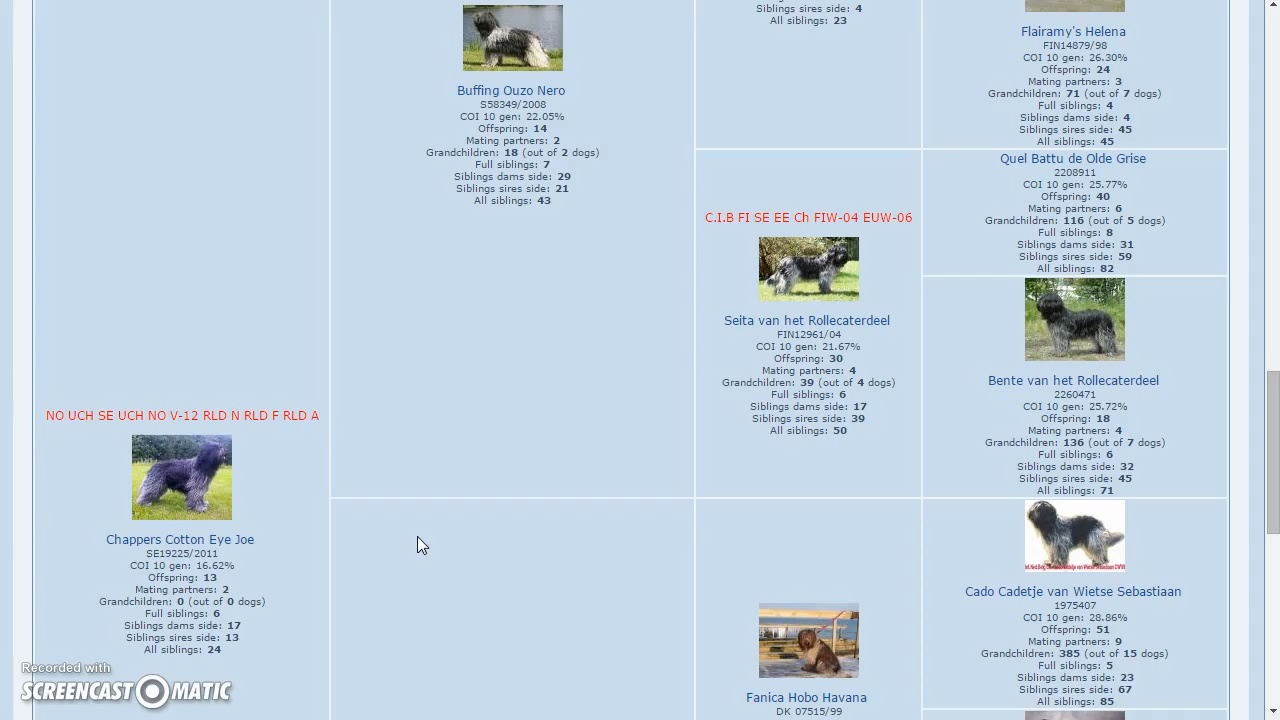 Buffing Ouzo Nero
S58349/2008
COI 10 gen: 22.05%
Offspring: 14
Mating partners: 2
Grandchildren: 18 (out of 2 dogs)
Full siblings: 7
Siblings dams side: 29
Siblings sires side: 21
All siblings: 43
Siblings sires side: 4
All siblings: 23
Flairamy's Helena
FIN14879/98
COI 10 gen: 26.30%
Offspring: 24
Mating partners: 3
Grandchildren: 71 (out of 7 dogs)
Full siblings: 4
Siblings dams side: 4
Siblings sires side: 45
All siblings: 45
Quel Battu de Olde Grise
2208911
COI 10 gen: 25.77%
Offspring: 40
Mating partners: 6
Grandchildren: 116 (out of 5 dogs)
Full siblings: 8
Siblings dams side: 31
Siblings sires side: 59
All siblings: 82
C.I.B FI SE EE Ch FIW-04 EUW-06
Seita van het Rollecaterdeel
FIN12961/04
COI 10 gen: 21.67%
Offspring: 30
Mating partners: 4
Grandchildren: 39 (out of 4 dogs)
Full siblings: 6
Siblings dams side: 17
Siblings sires side: 39
All siblings: 50
Bente van het Rollecaterdeel
2260471
COI 10 gen: 25.72%
Offspring: 18
Mating partners: 4
Grandchildren: 136 (out of 7 dogs)
Full siblings: 6
Siblings dams side: 32
Siblings sires side: 45
All siblings: 71
NO UCH SE UCH NO V-12 RLD N RLD F RLD A
Chappers Cotton Eye Joe
SE19225/2011
COI 10 gen: 16.62%
Offspring: 13
Mating partners: 2
Grandchildren: 0 (out of 0 dogs)
Full siblings: 6
Siblings dams side: 17
Siblings sires side: 13
All siblings: 24
Cado Cadetje van Wietse Sebastiaan
1975407
COI 10 gen: 28.86%
Offspring: 51
Mating partners: 9
Grandchildren: 385 (out of 15 dogs)
Full siblings: 5
Siblings dams side: 23
Siblings sires side: 67
All siblings: 85
Fanica Hobo Havana
DK 07515/99
Recorded with
SCREENCAST O MATIC